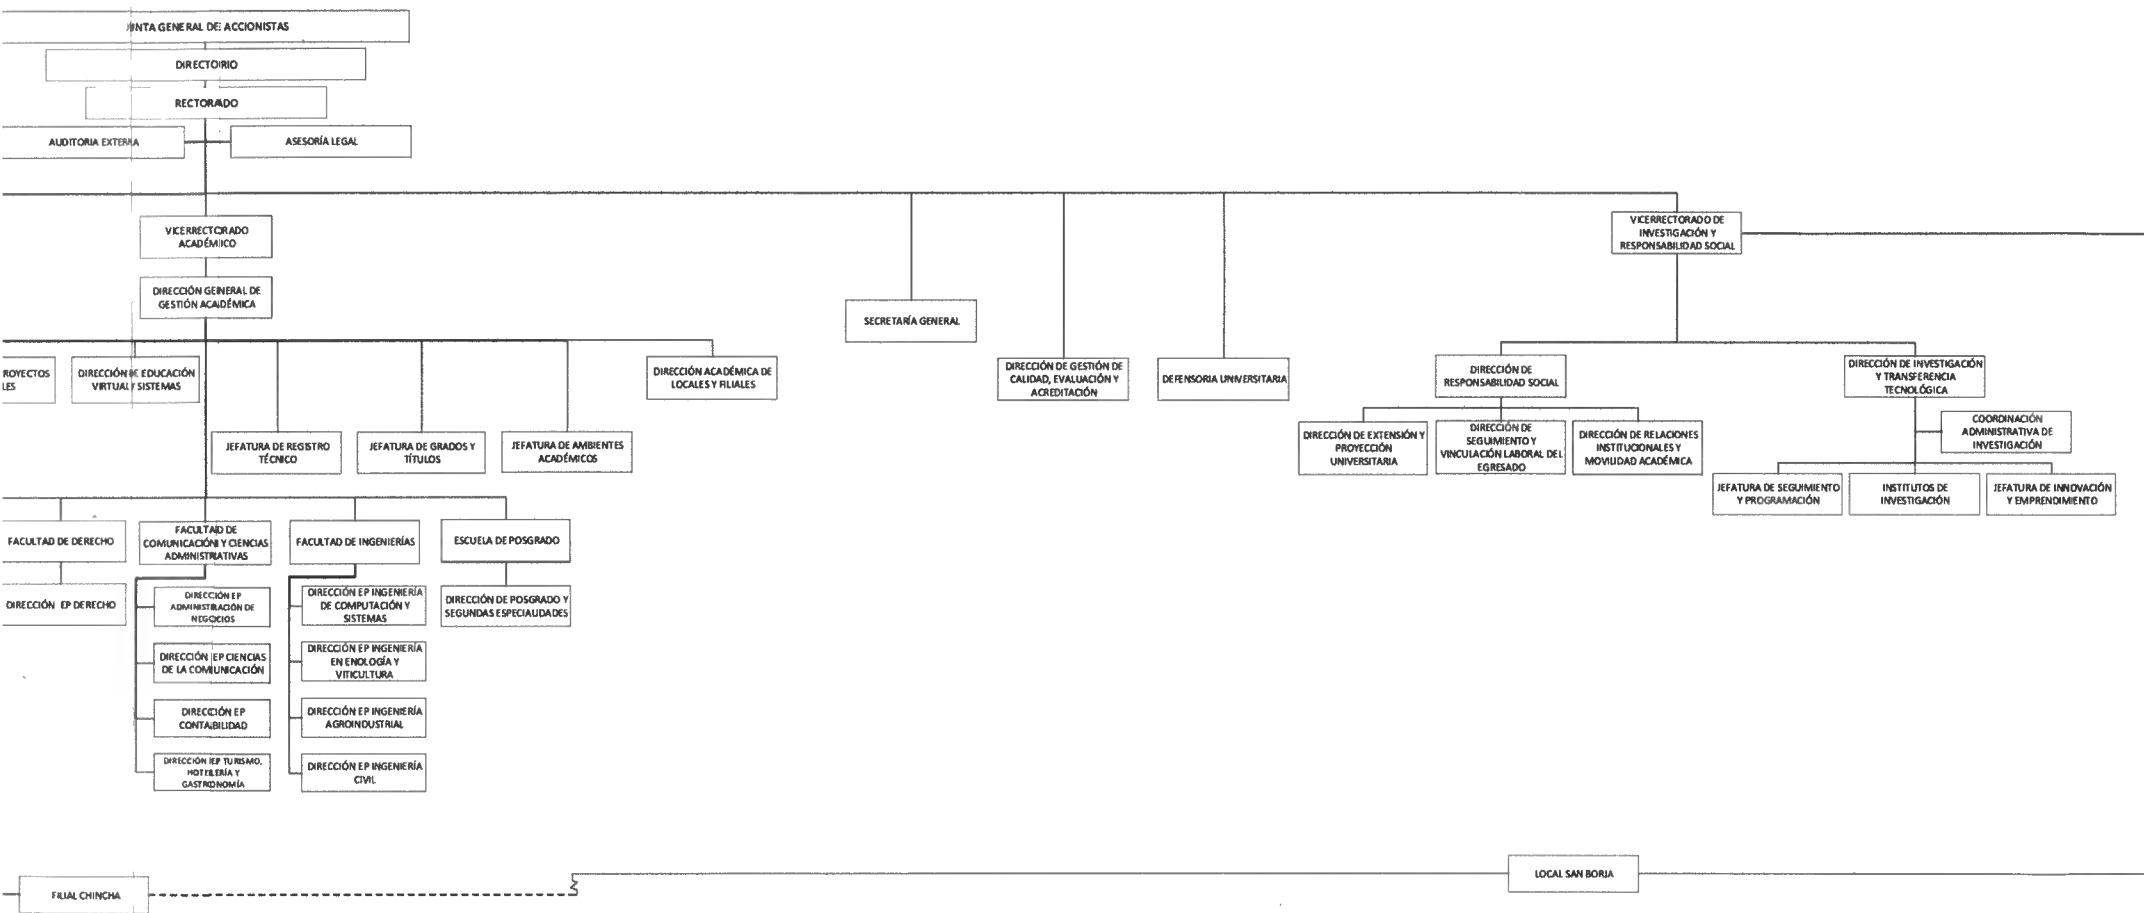 JUNTA GENERAL DE ACCIONISTAS
DIRECTORIO
RECTORADO
AUDITORIA EXTERNA
ASESORÍA LEGAL
VICERRECTORADO
ACADÉMICO
VICERRECTORADO DE
INVESTIGACIÓN Y
RESPONSABILIDAD SOCIAL
DIRECCIÓN GENERAL DE
GESTIÓN ACADÉMICA
SECRETARÍA GENERAL
ROYECTOS
LES
DIRECCIÓN DE EDUCACIÓN
VIRTUAL Y SISTEMAS
DIRECCIÓN ACADÉMICA DE
LOCALES Y FILIALES
DIRECCIÓN DE GESTIÓN DE
CALIDAD, EVALUACIÓN Y
ACREDITACIÓN
DEFENSORIA UNIVERSITARIA
DIRECCIÓN DE
RESPONSABILIDAD SOCIAL
DIRECCIÓN DE INVESTIGACIÓN
Y TRANSFERENCIA
TECNOLÓGICA
JEFATURA DE REGISTRO
TÉCNICO
JEFATURA DE GRADOS Y
TÍTULOS
JEFATURA DE AMBIENTES
ACADÉMICOS
DIRECCIÓN DE EXTENSIÓN Y
PROYECCIÓN
UNIVERSITARIA
DIRECCIÓN DE
SEGUIMIENTO Y
VINCULACIÓN LABORAL DEL
EGRESADO
DIRECCIÓN DE RELACIONES
INSTITUCIONALES Y
MOVILIDAD ACADÉMICA
COORDINACIÓN
ADMINISTRATIVA DE
INVESTIGACIÓN
JEFATURA DE SEGUIMIENTO
Y PROGRAMACIÓN
INSTITUTOS DE
INVESTIGACIÓN
JEFATURA DE INNOVACIÓN
Y EMPRENDIMIENTO
FACULTAD DE DERECHO
FACULTAD DE
COMUNICACIÓN Y CIENCIAS
ADMINISTRATIVAS
FACULTAD DE INGENIERÍAS
ESCUELA DE POSGRADO
DIRECCIÓN EP DERECHO
DIRECCIÓN EP
ADMINISTRACIÓN DE
NEGOCIOS
DIRECCIÓN EP INGENIERÍA
DE COMPUTACIÓN Y
SISTEMAS
DIRECCIÓN DE POSGRADO Y
SEGUNDAS ESPECIALIDADES
DIRECCIÓN EP CIENCIAS
DE LA COMUNICACIÓN
DIRECCIÓN EP INGENIERÍA
EN ENOLOGÍA Y
VITICULTURA
DIRECCIÓN EP
CONTABILIDAD
DIRECCIÓN EP INGENIERÍA
AGROINDUSTRIAL
DIRECCIÓN EP TURISMO,
HOTELERÍA Y
GASTRONOMÍA
DIRECCIÓN EP INGENIERÍA
CIVIL
FILIAL CHINCHA
LOCAL SAN BORJA